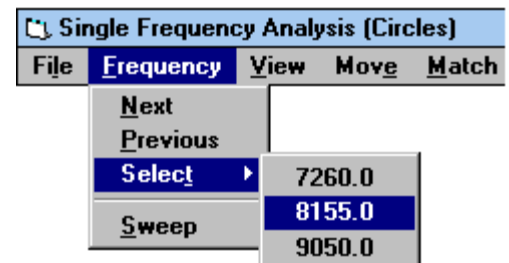 Single Frequency Analysis (Circles)
File Frequency View Move Match
Next
Previous
Select
7260.0
8155.0
Sweep
9050.0